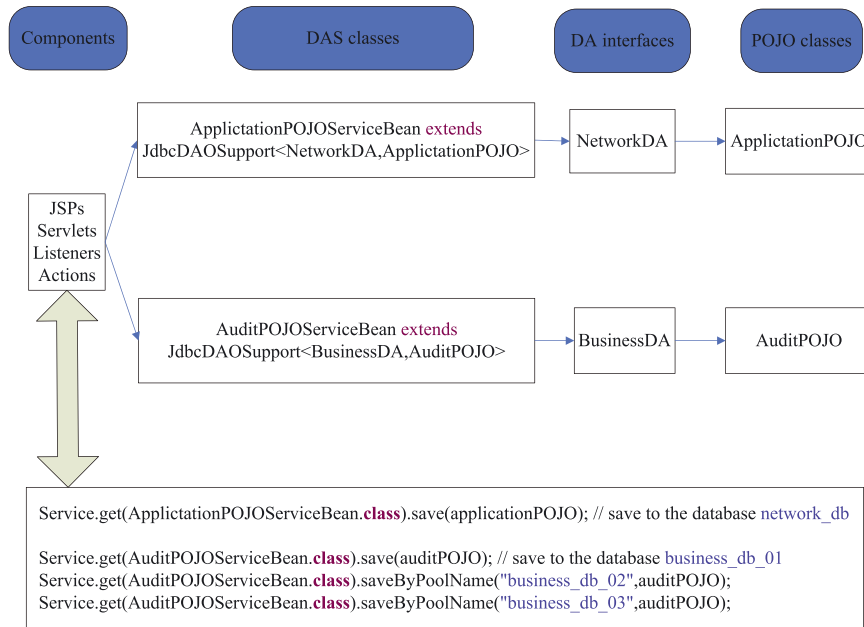 Components
DAS classes
DA interfaces
POJO classes
ApplictationPOJOServiceBean extends
JdbcDAOSupport<NetworkDA,ApplictationPOJO>
NetworkDA
ApplictationPOJO
JSPs
Servlets
Listeners
Actions
AuditPOJOServiceBean extends
JdbcDAOSupport<BusinessDA,AuditPOJO>
BusinessDA
AuditPOJO
Service.get(ApplictationPOJOServiceBean.class).save(applicationPOJO); // save to the database network_db
Service.get(AuditPOJOServiceBean.class).save(auditPOJO); // save to the database business_db_01
Service.get(AuditPOJOServiceBean.class).saveByPoolName("business_db_02",auditPOJO);
Service.get(AuditPOJOServiceBean.class).saveByPoolName("business_db_03",auditPOJO);